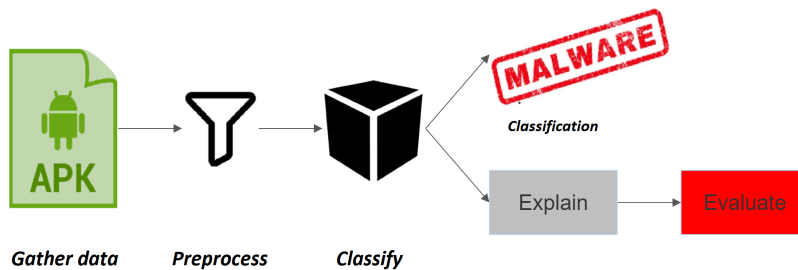 MALWARE
APK
Classification
Explain
Evaluate
Gather data
Preprocess
Classify